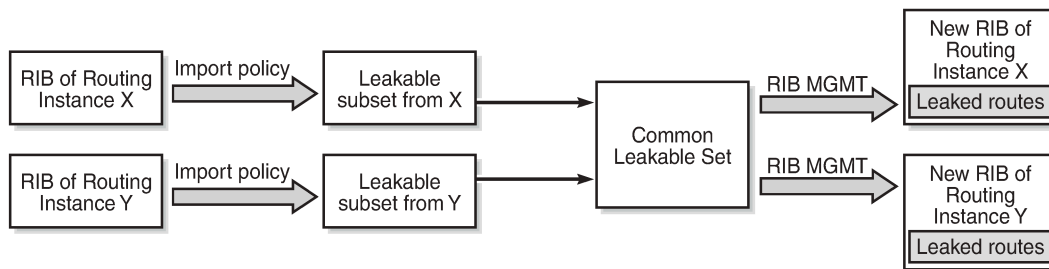 RIB of Routing
Instance X
Import policy
Leakable
subset from X
Common
Leakable Set
RIB MGMT
New RIB of
Routing
Instance X
Leaked routes
RIB of Routing
Instance Y
Import policy
Leakable
subset from Y
RIB MGMT
New RIB of
Routing
Instance Y
Leaked routes